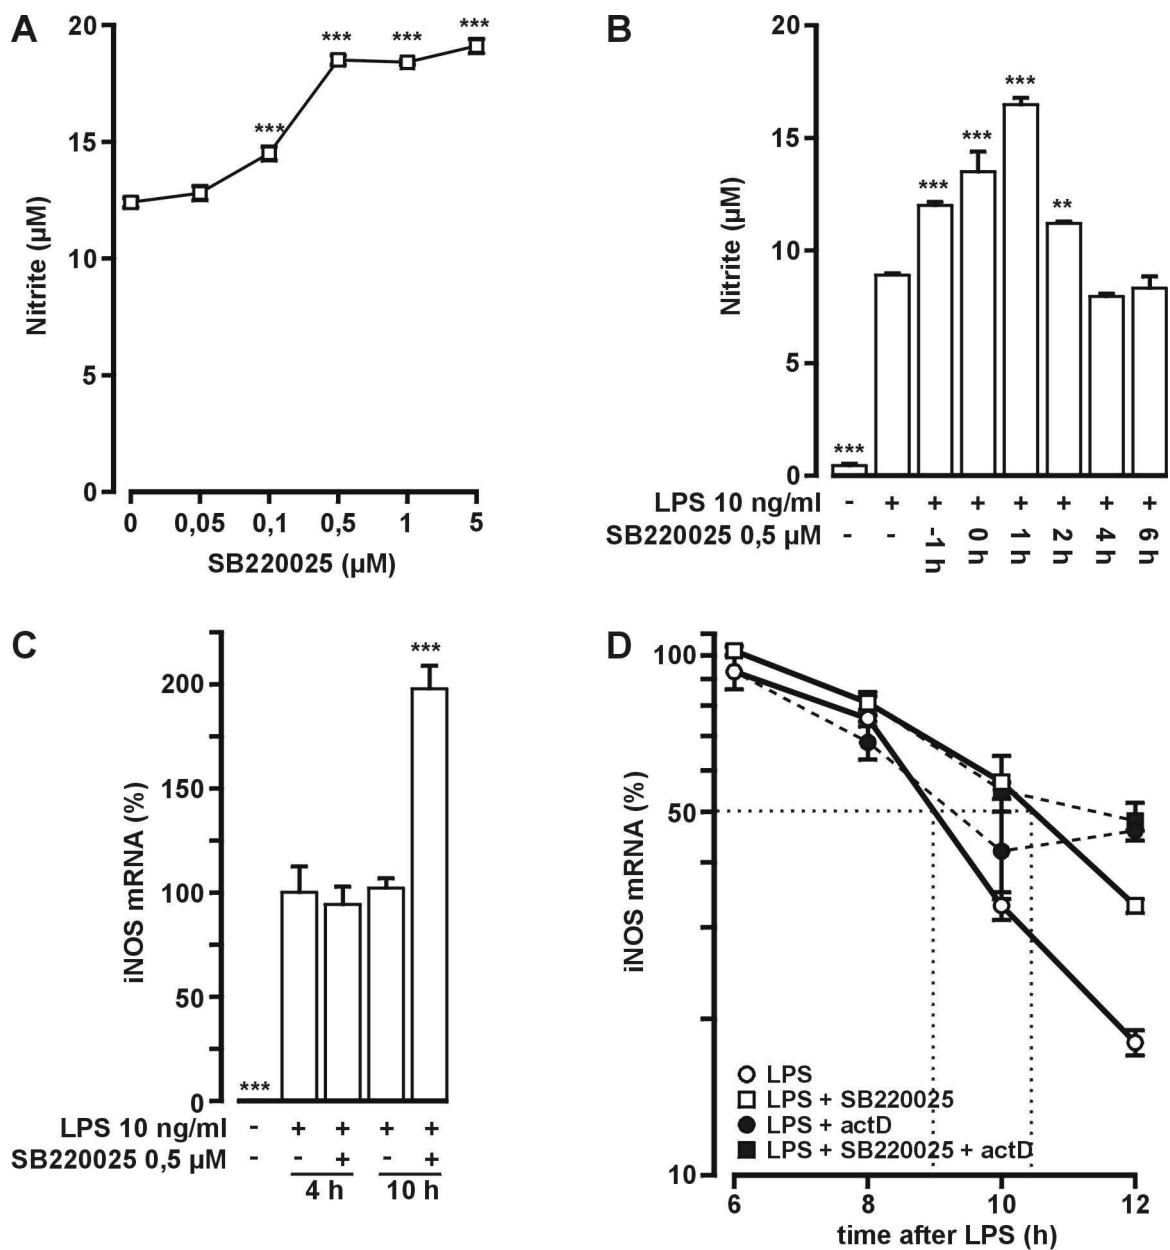 A
20
15
10
5
0
Nitrite (µM)
***
***
***
***
0 0,05 0,1 0,5 1 5
SB220025 (µM)
B
20
15
10
5
0
Nitrite (µM)
***
***
***
***
**
LPS 10 ng/ml - + + + + + + +
SB220025 0,5 µM - - -1 h 0 h 1 h 2 h 4 h 6 h
C
200
150
100
50
0
iNOS mRNA (%)
***
***
LPS 10 ng/ml - + + + +
SB220025 0,5 µM - - + - +
4 h 10 h
D
100
50
10
iNOS mRNA (%)
LPS
LPS + SB220025
LPS + actD
LPS + SB220025 + actD
6 8 10 12
time after LPS (h)